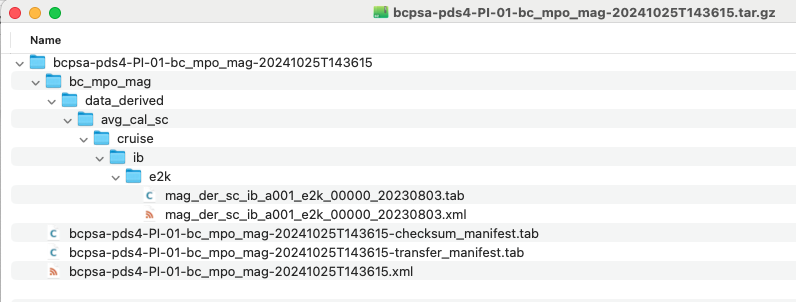 bcpsa-pds4-PI-01-bc_mpo_mag-20241025T143615.tar.gz
Name
bcpsa-pds4-PI-01-bc_mpo_mag-20241025T143615
bc_mpo_mag
data_derived
avg_cal_sc
cruise
ib
e2k
mag_der_sc_ib_a001_e2k_00000_20230803.tab
mag_der_sc_ib_a001_e2k_00000_20230803.xml
bcpsa-pds4-PI-01-bc_mpo_mag-20241025T143615-checksum_manifest.tab
bcpsa-pds4-PI-01-bc_mpo_mag-20241025T143615-transfer_manifest.tab
bcpsa-pds4-PI-01-bc_mpo_mag-20241025T143615.xml